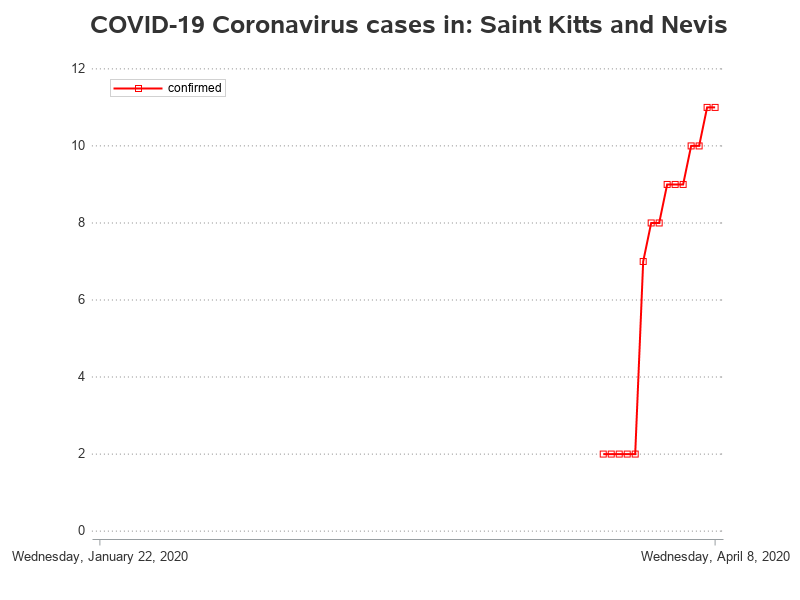 COVID-19 Coronavirus cases in: Saint Kitts and Nevis
12
confirmed
10
8
6
4
2
0
Wednesday, January 22, 2020
Wednesday, April 8, 2020